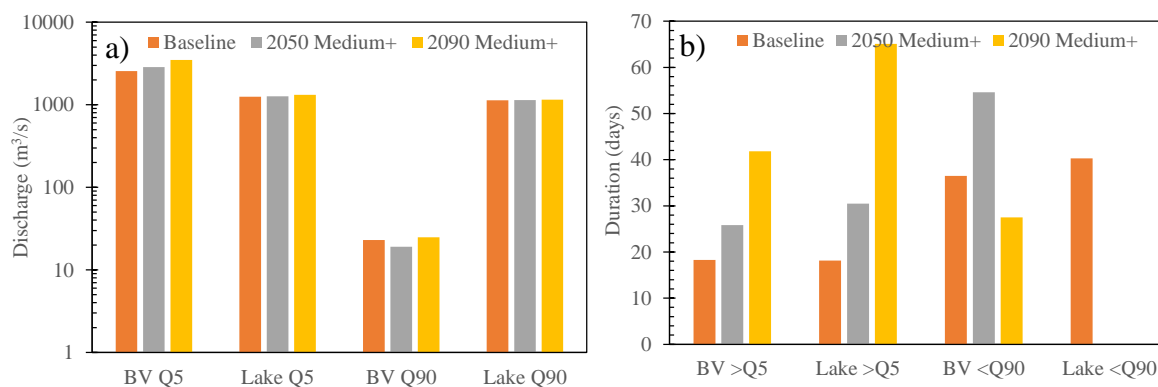 a)
Baseline 2050 Medium+ 2090 Medium+
10000
1000
100
10
1
Discharge (m³/s)
BV Q5 Lake Q5 BV Q90 Lake Q90
b)
Baseline 2050 Medium+ 2090 Medium+
70
60
50
40
30
20
10
0
Duration (days)
BV >Q5 Lake >Q5 BV <Q90 Lake <Q90